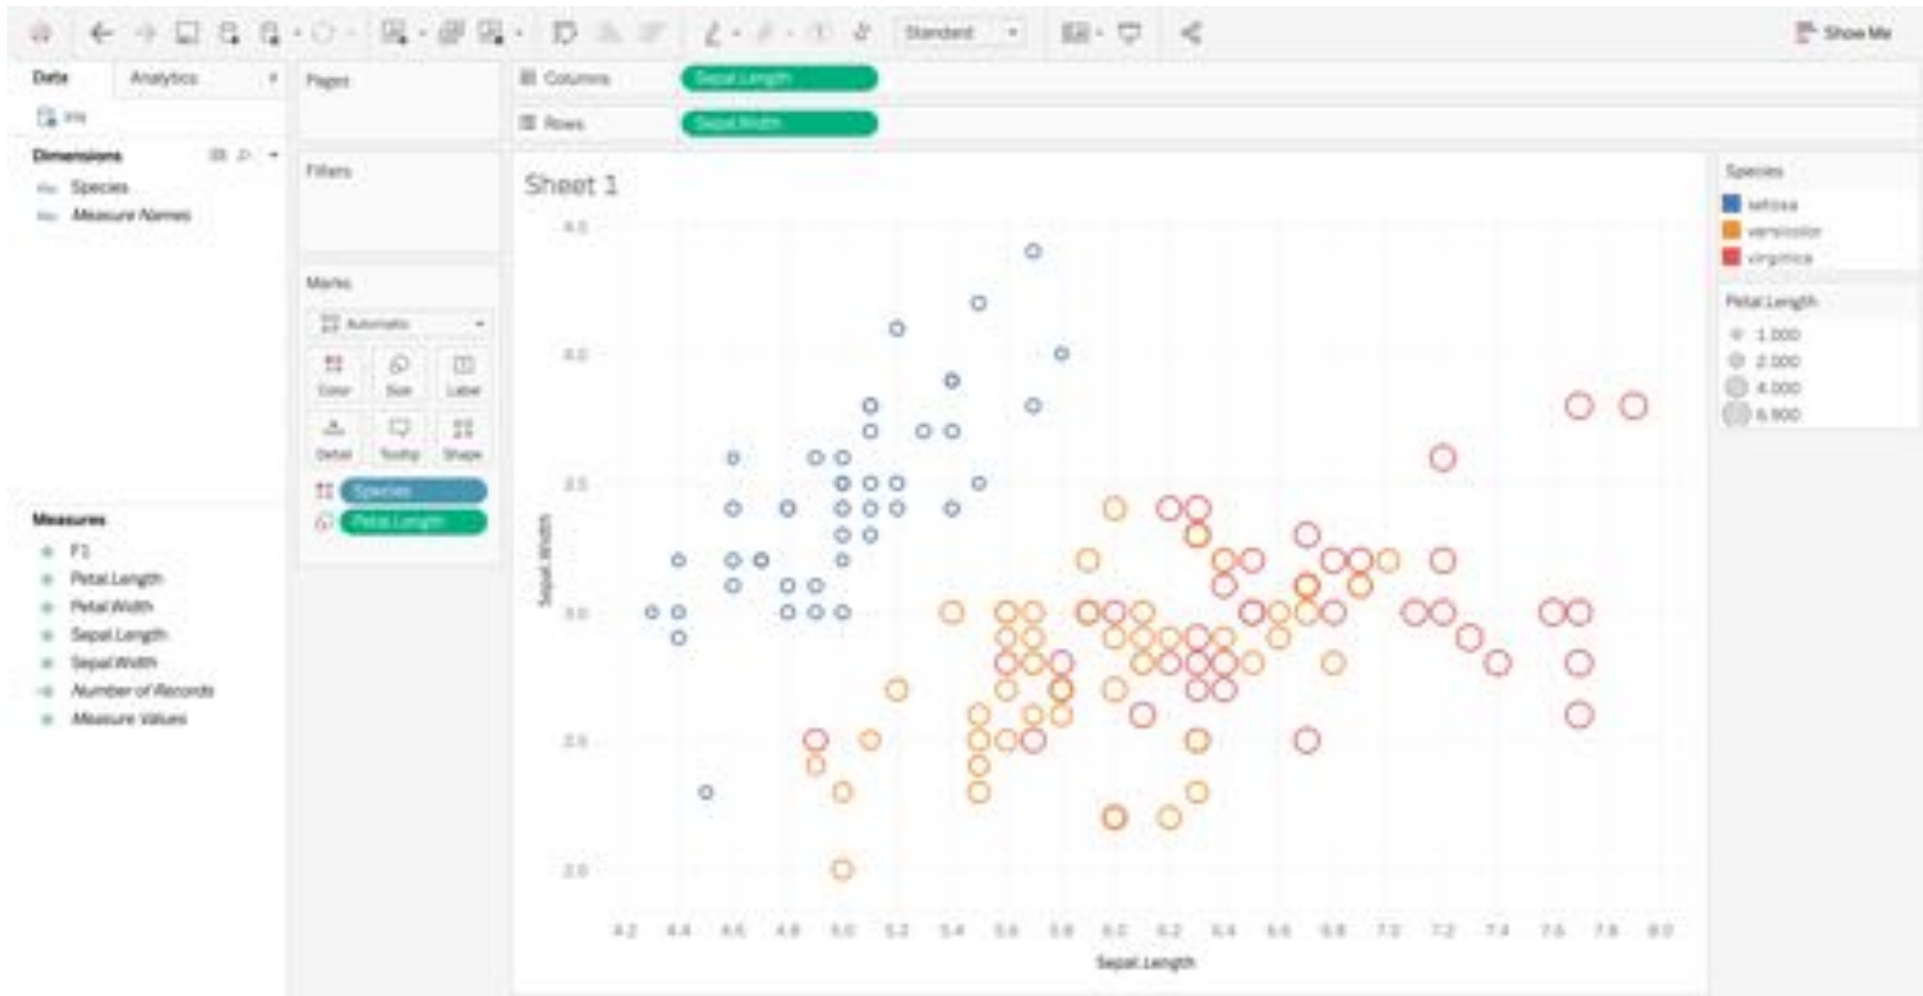 Standard
Show Me
Data
Analytics
Pages
Columns
Sepal.Length
Rows
Sepal.Width
iris
Dimensions
Species
Measure Names
Filters
Marks
Automatic
Color
Size
Label
Detail
Tooltip
Shape
Species
Petal.Length
Measures
F1
Petal.Length
Petal.Width
Sepal.Length
Sepal.Width
Number of Records
Measure Values
Sheet 1
Sepal.Width
4.5
4.0
3.5
3.0
2.5
2.0
4.2 4.4 4.6 4.8 5.0 5.2 5.4 5.6 5.8 6.0 6.2 6.4 6.6 6.8 7.0 7.2 7.4 7.6 7.8 8.0
Sepal.Length
Species
setosa
versicolor
virginica
Petal.Length
1.000
2.000
4.000
6.900